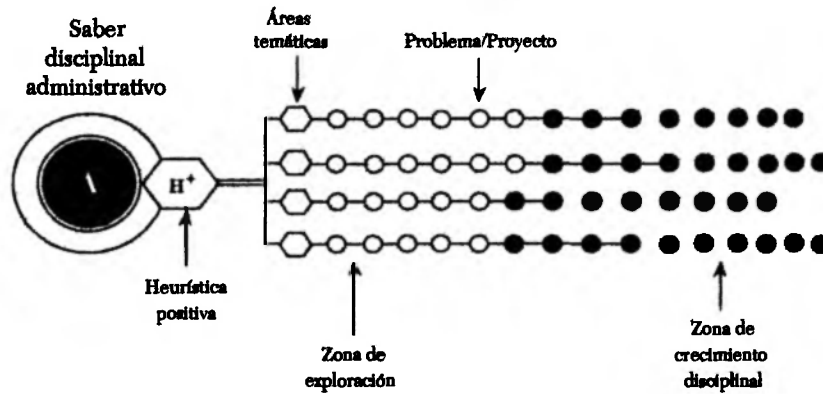 Saber
disciplinal
administrativo
Áreas
temáticas
Problema/Proyecto
H+
Heurística
positiva
Zona de
exploración
Zona de
crecimiento
disciplinal